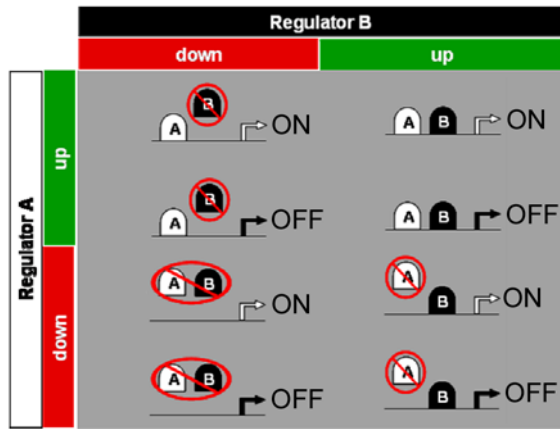 Regulator B
down up
Regulator A
up
down
B
A ON
A B ON
B
A OFF
A B OFF
A B
ON
A
B ON
A B
OFF
A
B OFF